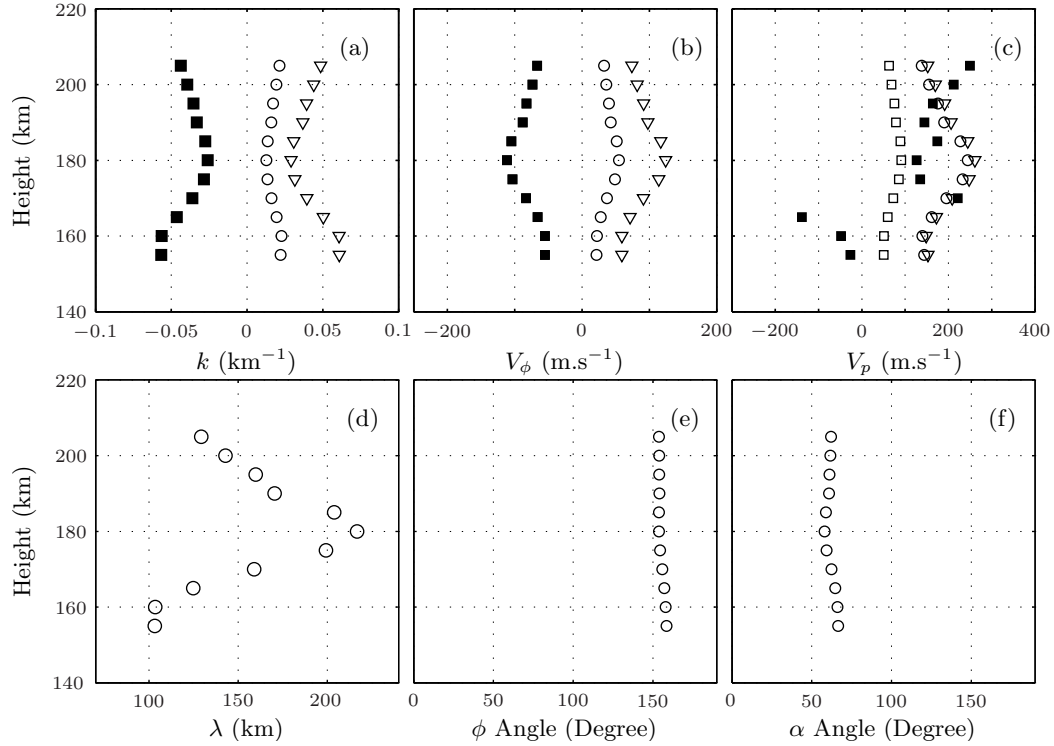 220
200
180
160
140
Height (km)
(a)
−0.1
−0.05
0
0.05
0.1
k (km⁻¹)
(b)
−200
0
200
V_ϕ (m.s⁻¹)
(c)
−200
0
200
400
V_p (m.s⁻¹)
220
200
180
160
140
Height (km)
(d)
100
150
200
λ (km)
(e)
0
50
100
150
ϕ Angle (Degree)
(f)
0
50
100
150
α Angle (Degree)